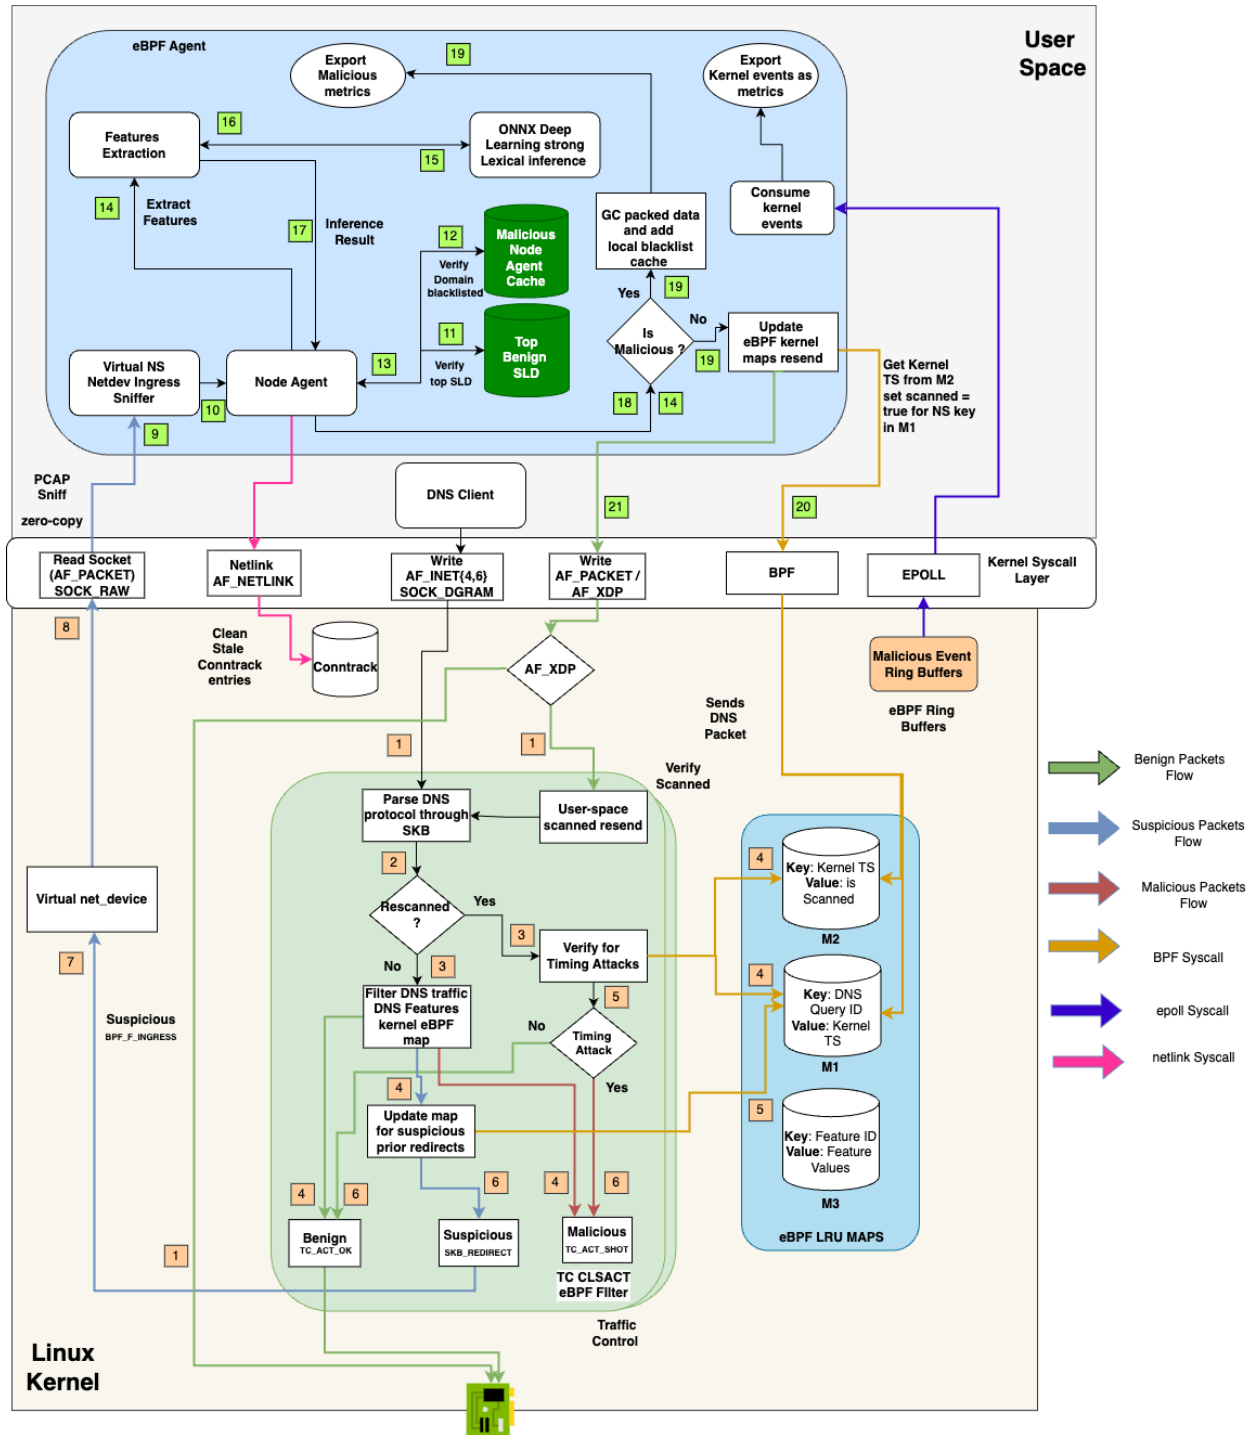 eBPF Agent
User
Space
Export
Malicious
metrics
19
Export
Kernel events as
metrics
Features
Extraction
16
15
ONNX Deep
Learning strong
Lexical inference
14
Extract
Features
17
Inference
Result
12
Verify
Domain
blacklisted
Malicious
Node
Agent
Cache
GC packed data
and add
local blacklist
cache
Consume
kernel
events
Yes
19
11
Verify
top SLD
Top
Benign
SLD
Is
Malicious ?
No
19
Update
eBPF kernel
maps resend
Virtual NS
Netdev Ingress
Sniffer
10
Node Agent
13
18
14
Get Kernel
TS from M2
set scanned =
true for NS key
in M1
9
PCAP
Sniff
zero-copy
DNS Client
21
20
Read Socket
(AF_PACKET)
SOCK_RAW
Netlink
AF_NETLINK
Write
AF_INET{4,6}
SOCK_DGRAM
Write
AF_PACKET /
AF_XDP
BPF
EPOLL
Kernel Syscall
Layer
8
Clean
Stale
Conntrack
entries
Conntrack
AF_XDP
Malicious Event
Ring Buffers
eBPF Ring
Buffers
1
1
Sends
DNS
Packet
Verify
Scanned
Parse DNS
protocol through
SKB
User-space
scanned resend
2
Rescanned
?
Yes
3
Verify for
Timing Attacks
No
3
5
Filter DNS traffic
DNS Features
kernel eBPF
map
No
Timing
Attack
Yes
4
Update map
for suspicious
prior redirects
4
6
6
4
6
Benign
TC_ACT_OK
Suspicious
SKB_REDIRECT
Malicious
TC_ACT_SHOT
TC CLSACT
eBPF FIlter
Traffic
Control
4
Key: Kernel TS
Value: is
Scanned
M2
4
Key: DNS
Query ID
Value: Kernel
TS
M1
5
Key: Feature ID
Value: Feature
Values
M3
eBPF LRU MAPS
Virtual net_device
7
Suspicious
BPF_F_INGRESS
1
Linux
Kernel
Benign Packets
Flow
Suspicious Packets
Flow
Malicious Packets
Flow
BPF Syscall
epoll Syscall
netlink Syscall